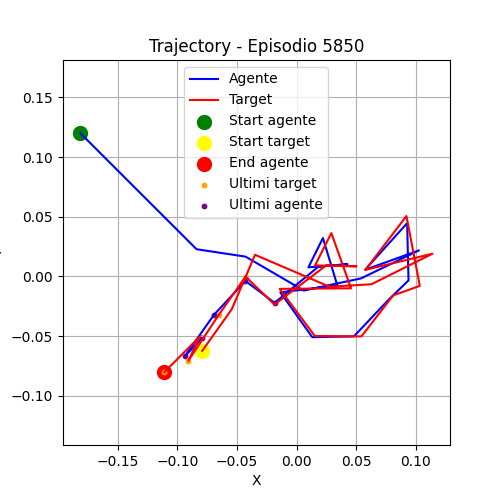 Trajectory - Episodio 5850
Agente
Target
Start agente
Start target
End agente
Ultimi target
Ultimi agente
0.15
0.10
0.05
0.00
−0.05
−0.10
−0.15
−0.10
−0.05
0.00
0.05
0.10
X